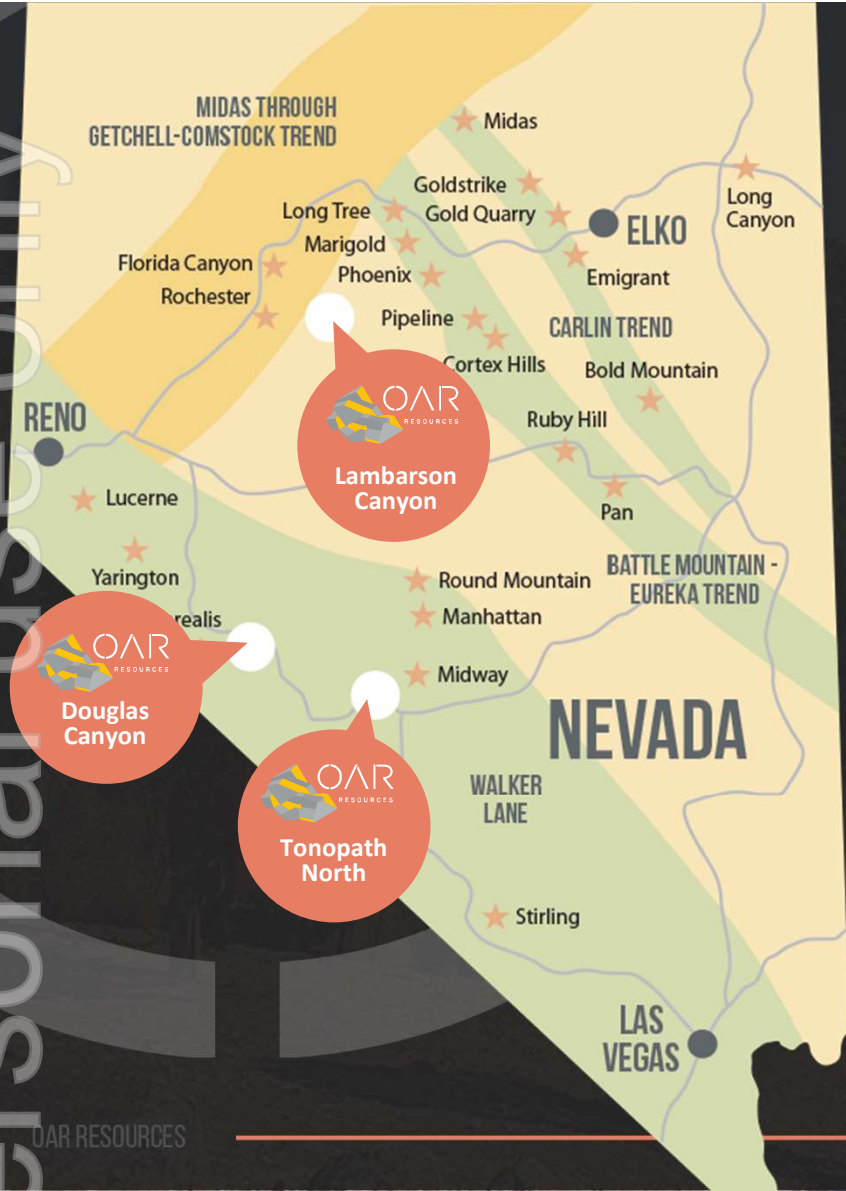 MIDAS THROUGH
GETCHELL-COMSTOCK TREND
Midas
Goldstrike
Long
Canyon
Long Tree
Gold Quarry
ELKO
Marigold
Florida Canyon
Phoenix
Emigrant
Rochester
Pipeline
CARLIN TREND
Cortex Hills
Bold Mountain
OAR
RESOURCES
Lambarson
Canyon
RENO
Ruby Hill
Lucerne
Pan
Yarington
Round Mountain
BATTLE MOUNTAIN -
EUREKA TREND
Manhattan
realis
OAR
RESOURCES
Douglas
Canyon
Midway
NEVADA
OAR
RESOURCES
Tonopath
North
WALKER
LANE
Stirling
LAS
VEGAS
OAR RESOURCES
ersonal use only